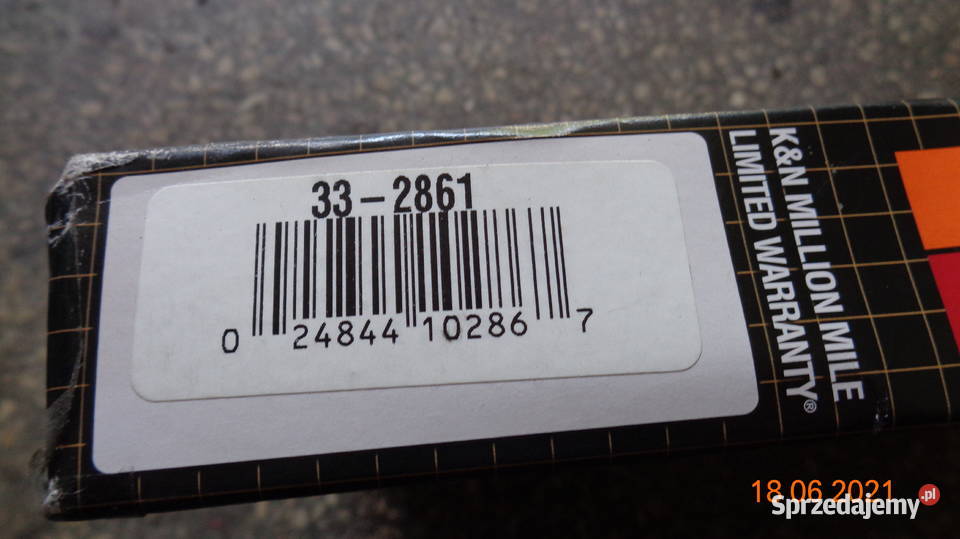 33-2861
0 24844 10286 7
K&N MILLION MILE
LIMITED WARRANTY®
18.06.2021
Sprzedajemy.pl